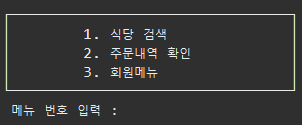 1. 식당 검색
2. 주문내역 확인
3. 회원메뉴
메뉴 번호 입력 :